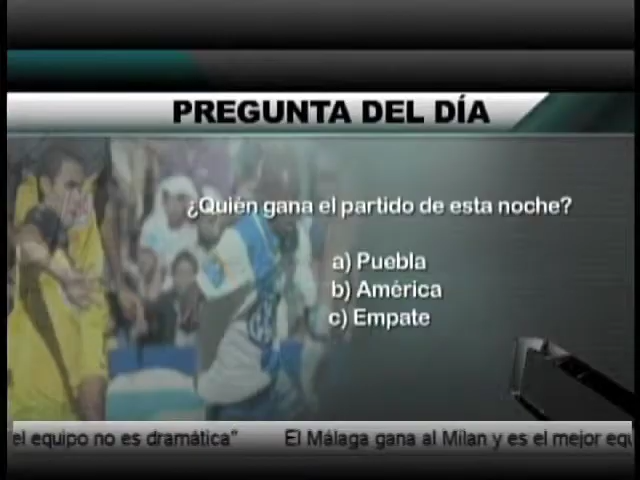 PREGUNTA DEL DÍA
¿Quién gana el partido de esta noche?
a) Puebla
b) América
c) Empate
el equipo no es dramática" El Málaga gana al Milan y es el mejor equ